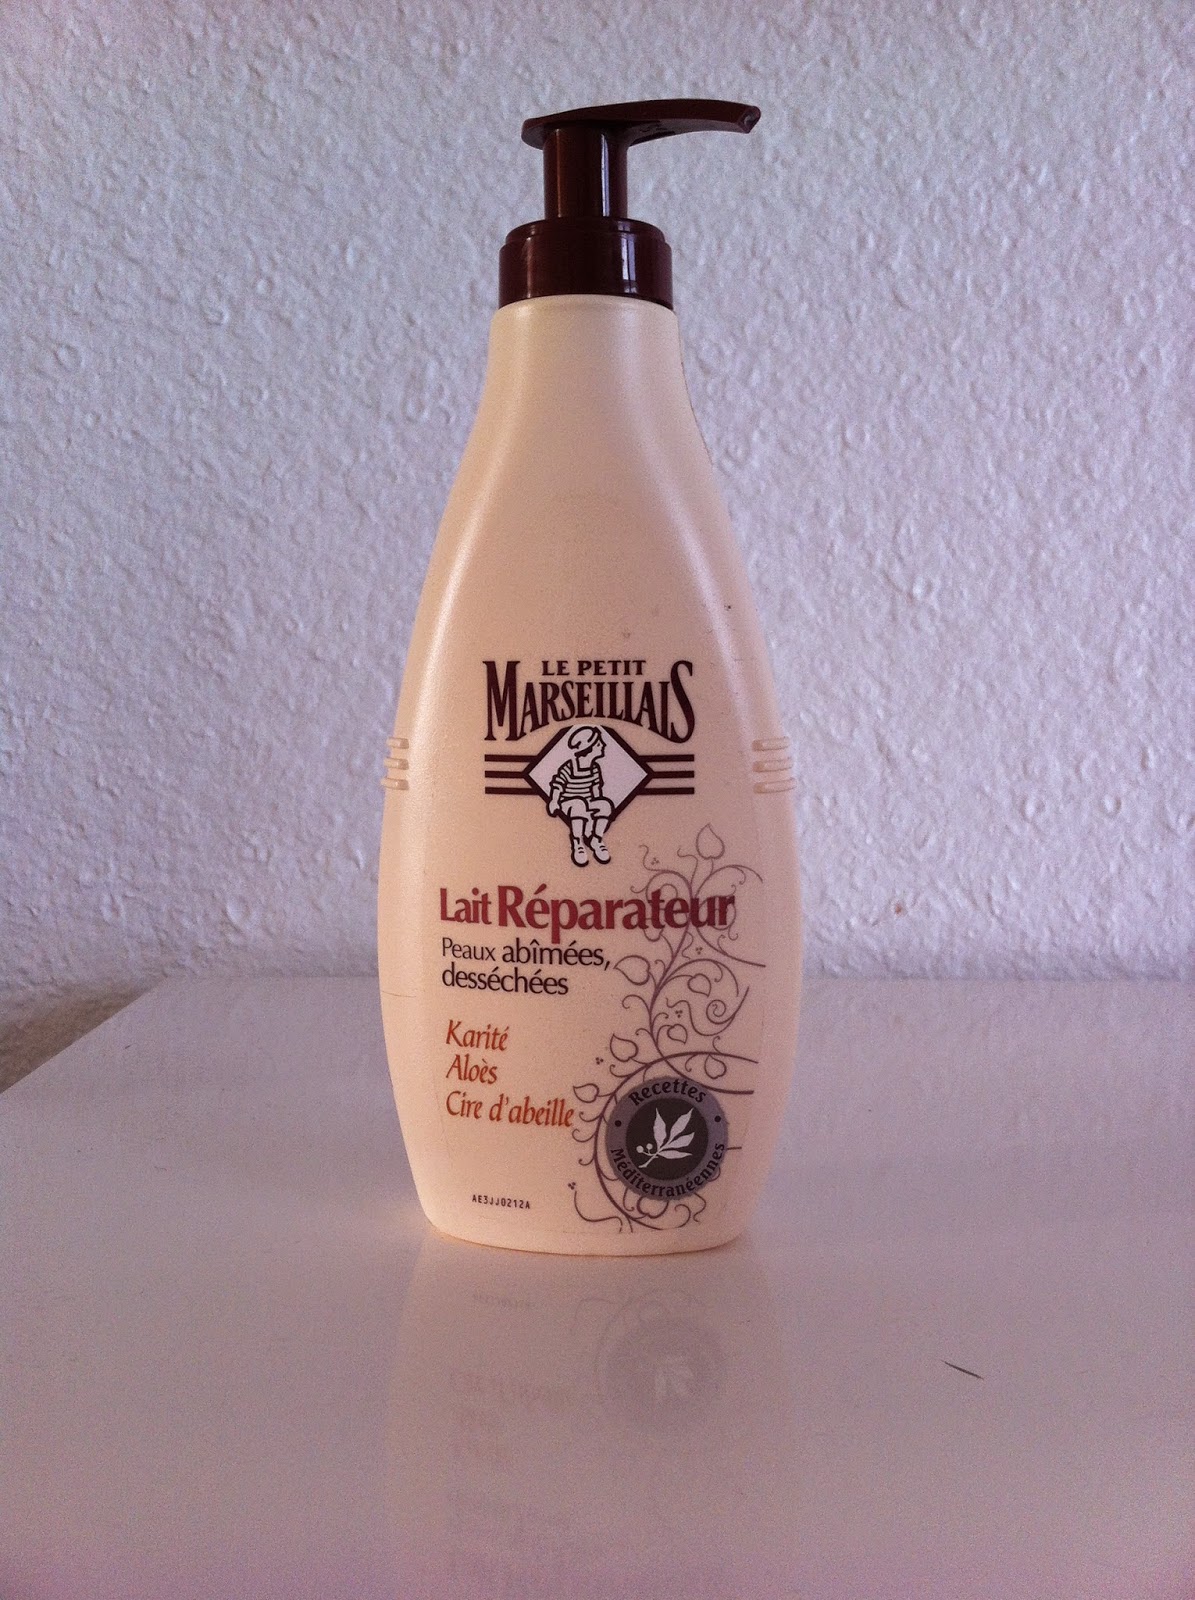 LE PETIT
MARSEILLAIS
Lait Réparateur
Peaux abîmées,
desséchées
Karité
Aloès
Cire d'abeille
Recettes
Méditerranéennes
AE3JJ0212A